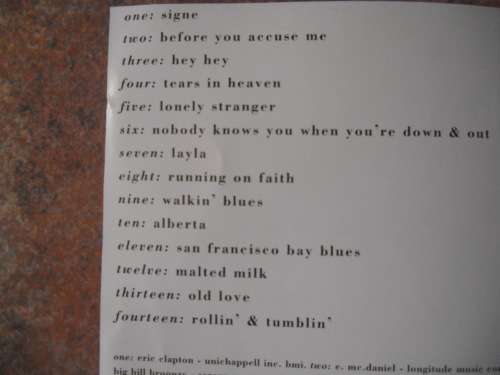 one: signe
two: before you accuse me
three: hey hey
four: tears in heaven
five: lonely stranger
six: nobody knows you when you're down & out
seven: layla
eight: running on faith
nine: walkin' blues
ten: alberta
eleven: san francisco bay blues
twelve: malted milk
thirteen: old love
fourteen: rollin' & tumblin'
one: eric clapton - unichappell inc. bmi. two: e. mc.daniel - longitude music
big bill broonzy